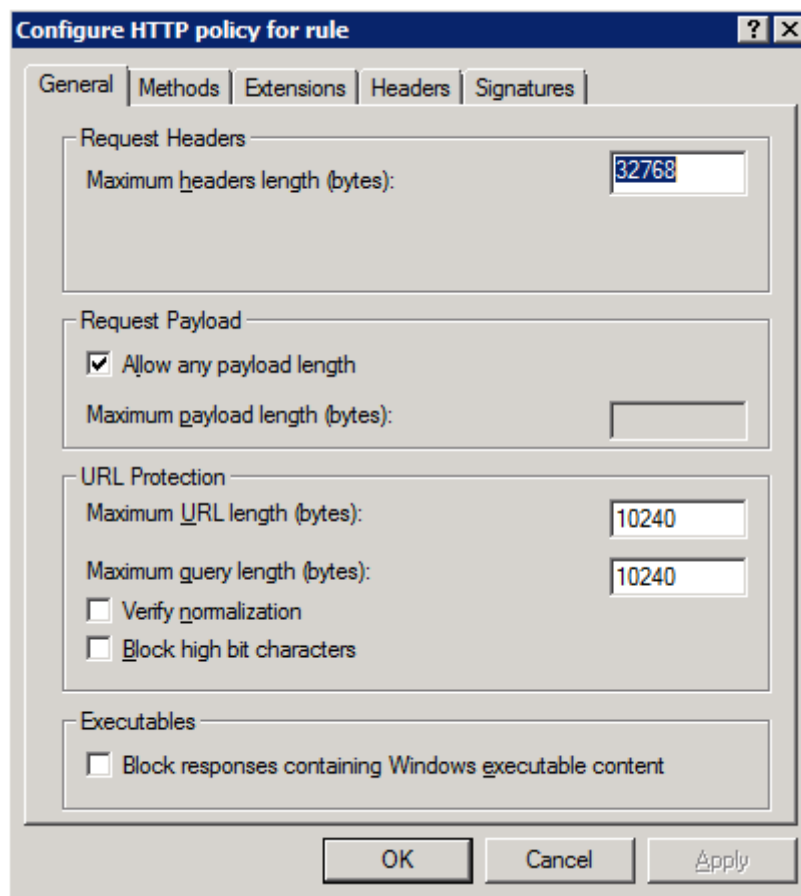 Configure HTTP policy for rule
General Methods Extensions Headers Signatures
Request Headers
Maximum headers length (bytes): 32768
Request Payload
Allow any payload length
Maximum payload length (bytes):
URL Protection
Maximum URL length (bytes): 10240
Maximum query length (bytes): 10240
Verify normalization
Block high bit characters
Executables
Block responses containing Windows executable content
OK Cancel Apply